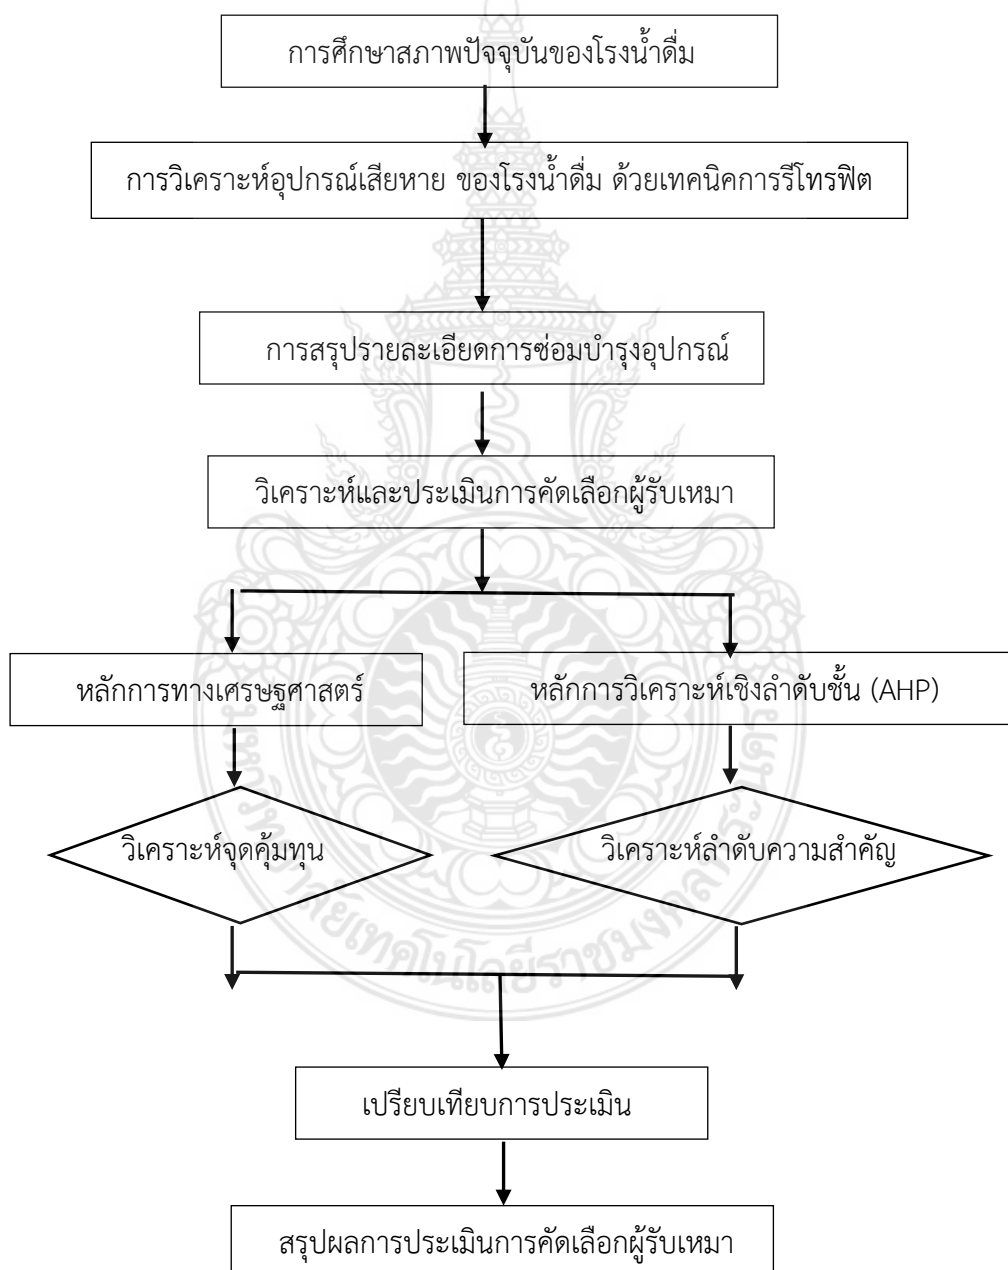 การศึกษาสภาพปัจจุบันของโรงน้ำดื่ม
การวิเคราะห์อุปกรณ์เสียหาย ของโรงน้ำดื่ม ด้วยเทคนิคการรีโทรฟิต
การสรุปรายละเอียดการซ่อมบำรุงอุปกรณ์
วิเคราะห์และประเมินการคัดเลือกผู้รับเหมา
หลักการทางเศรษฐศาสตร์
หลักการวิเคราะห์เชิงลำดับชั้น (AHP)
วิเคราะห์จุดคุ้มทุน
วิเคราะห์ลำดับความสำคัญ
เปรียบเทียบการประเมิน
สรุปผลการประเมินการคัดเลือกผู้รับเหมา